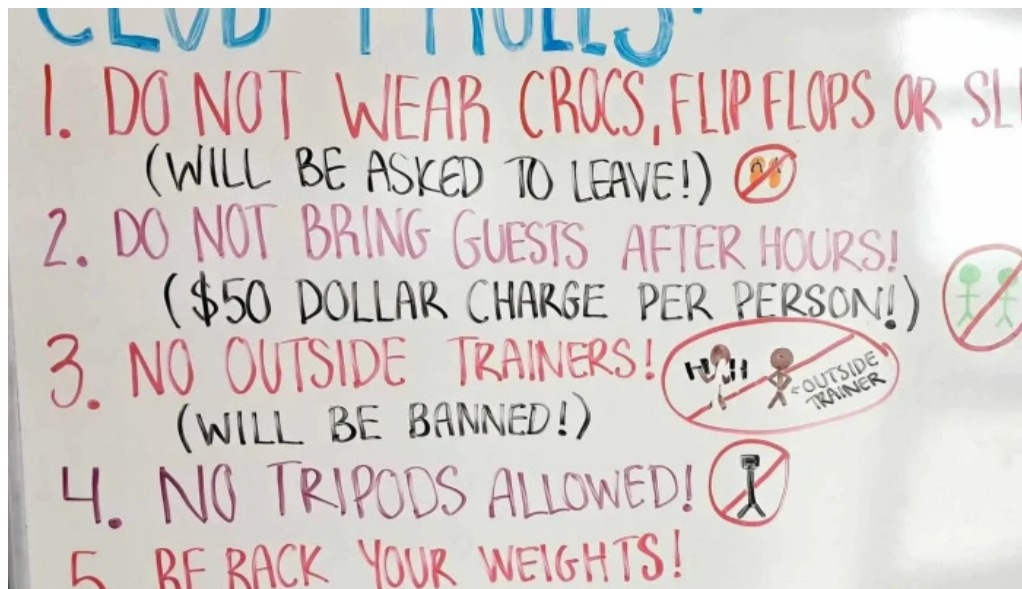 CLUB RULES:
1. DO NOT WEAR CROCS, FLIP FLOPS OR
(WILL BE ASKED TO LEAVE!)
2. DO NOT BRING GUESTS AFTER HOURS!
($50 DOLLAR CHARGE PER PERSON!)
3. NO OUTSIDE TRAINERS!
←OUTSIDE
TRAINER
(WILL BE BANNED!)
4. NO TRIPODS ALLOWED!
5. RE RACK YOUR WEIGHTS!